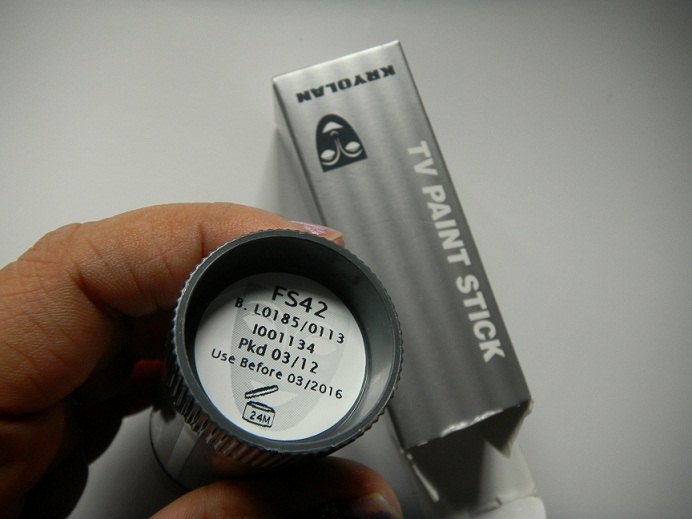 KRYOLAN
TV PAINT STICK
FS42
B. L0185/0113
I001134
Pkd 03/12
Use Before 03/2016
24M